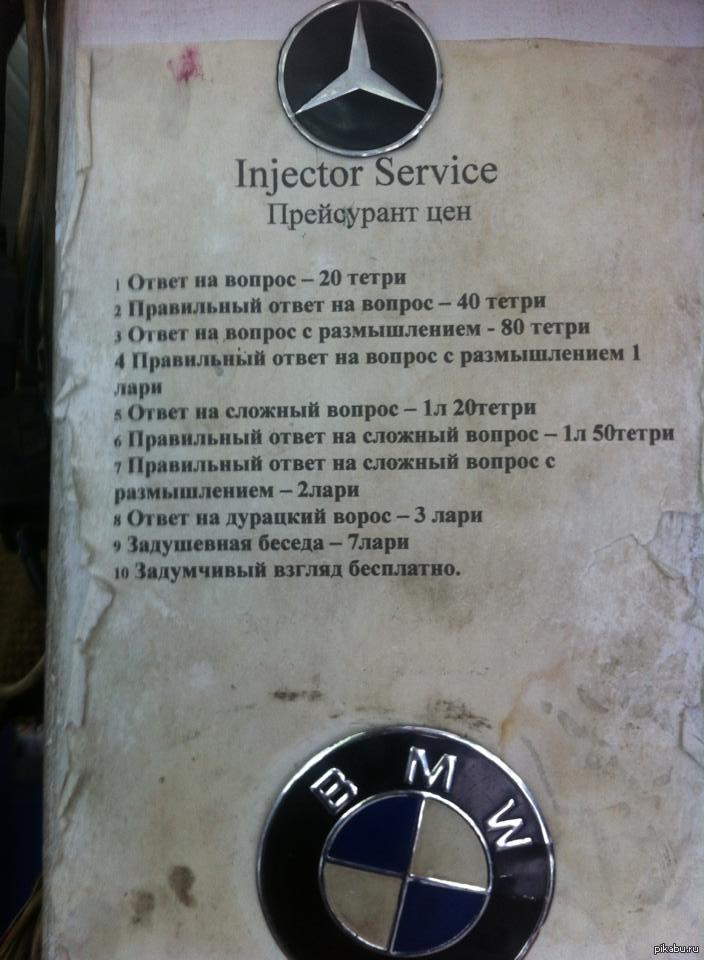 Injector Service
Прейсурант цен
1 Ответ на вопрос – 20 тетри
2 Правильный ответ на вопрос – 40 тетри
3 Ответ на вопрос с размышлением - 80 тетри
4 Правильный ответ на вопрос с размышлением 1
лари
5 Ответ на сложный вопрос – 1л 20тетри
6 Правильный ответ на сложный вопрос – 1л 50тетри
7 Правильный ответ на сложный вопрос с
размышлением – 2лари
8 Ответ на дурацкий ворос – 3 лари
9 Задушевная беседа – 7лари
10 Задумчивый взгляд бесплатно.
BMW
pikabu.ru